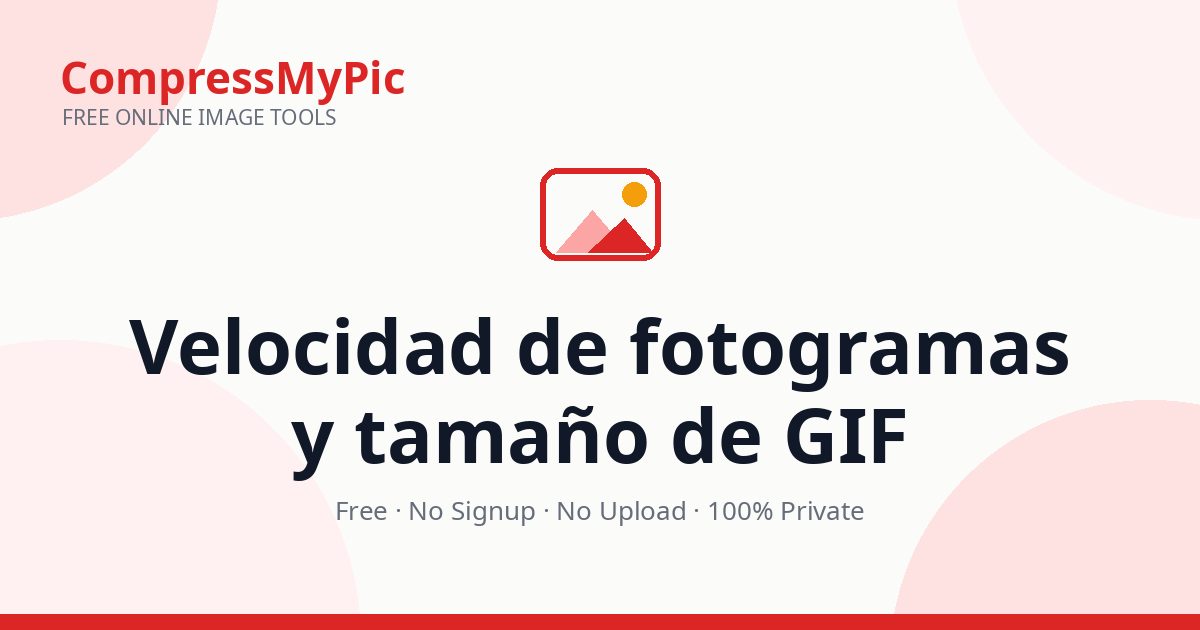 CompressMyPic
FREE ONLINE IMAGE TOOLS
Velocidad de fotogramas
y tamaño de GIF
Free · No Signup · No Upload · 100% Private